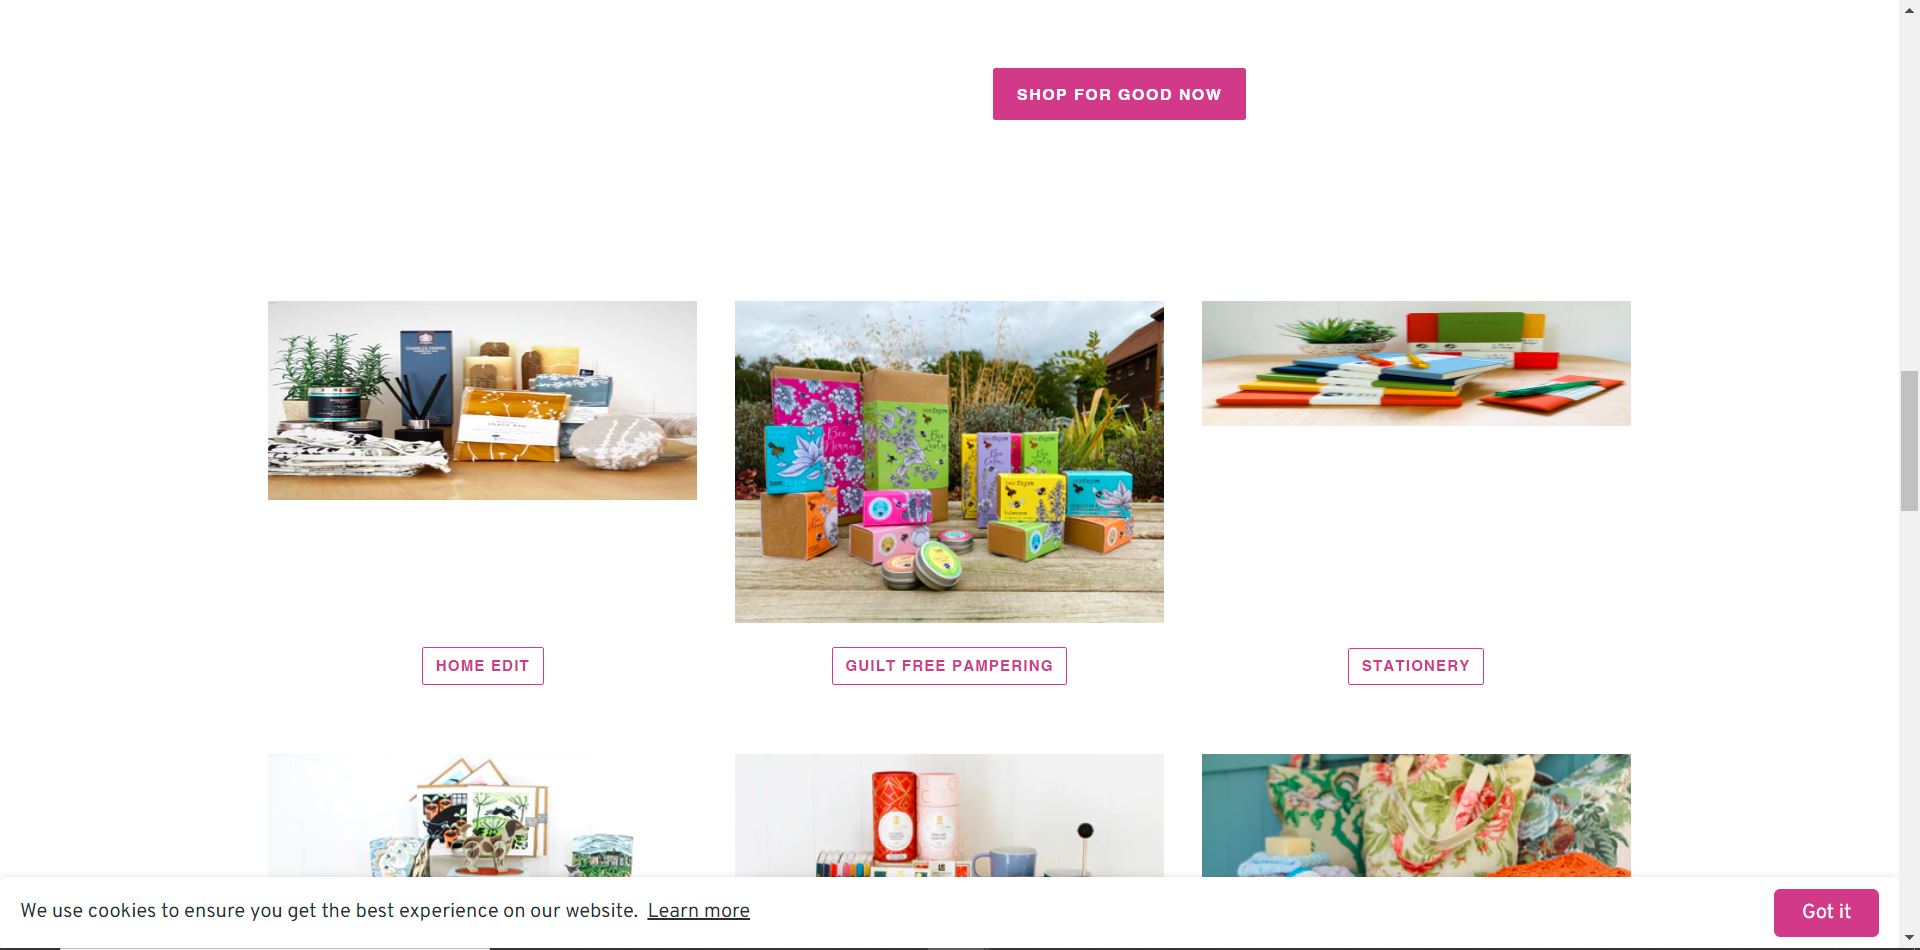 SHOP FOR GOOD NOW
HOME EDIT
GUILT FREE PAMPERING
STATIONERY
We use cookies to ensure you get the best experience on our website. Learn more
Got it